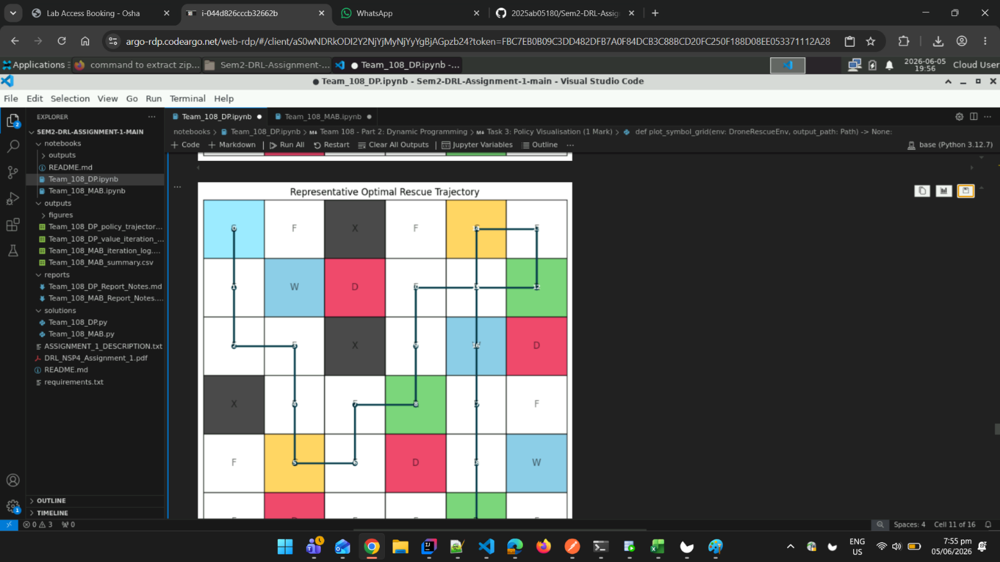 Lab Access Booking - Osha
i-044d826cccb32662b
WhatsApp
2025ab05180/Sem2-DRL-Assig
argo-rdp.codeargo.net/web-rdp/#/client/aS0wNDRkODI2Y2NjYjMyNjYyYgBjAGpzb24?token=FBC7EB0B09C3DD482DFB7A0F84DCB3C88BCD20FC250F188D08EE053371112A28
Applications
command to extract zip...
Sem2-DRL-Assignment-...
Team_108_DP.ipynb -...
2026-06-05
19:56
Cloud User
● Team_108_DP.ipynb - Sem2-DRL-Assignment-1-main - Visual Studio Code
File Edit Selection View Go Run Terminal Help
EXPLORER
Team_108_DP.ipynb
Team_108_MAB.ipynb
SEM2-DRL-ASSIGNMENT-1-MAIN
notebooks > Team_108_DP.ipynb > Team 108 - Part 2: Dynamic Programming > Task 3: Policy Visualisation (1 Mark) > def plot_symbol_grid(env: DroneRescueEnv, output_path: Path) -> None:
+ Code + Markdown Run All Restart Clear All Outputs Jupyter Variables Outline ...
base (Python 3.12.7)
notebooks
outputs
README.md
Team_108_DP.ipynb
Team_108_MAB.ipynb
outputs
figures
Team_108_DP_policy_trajector...
Team_108_DP_value_iteration_...
Team_108_MAB_iteration_log....
Team_108_MAB_summary.csv
reports
Team_108_DP_Report_Notes.md
Team_108_MAB_Report_Notes....
solutions
Team_108_DP.py
Team_108_MAB.py
ASSIGNMENT_1_DESCRIPTION.txt
DRL_NSP4_Assignment_1.pdf
README.md
requirements.txt
OUTLINE
TIMELINE
Representative Optimal Rescue Trajectory
0 F X F 14 13
1 W D 15 12
2 3 X 9 16 D
X 4 7 8 17 F
F 5 6 D 18 W
0 3 0
Spaces: 4 Cell 11 of 16
2
1
ENG
US
7:55 pm
05/06/2026